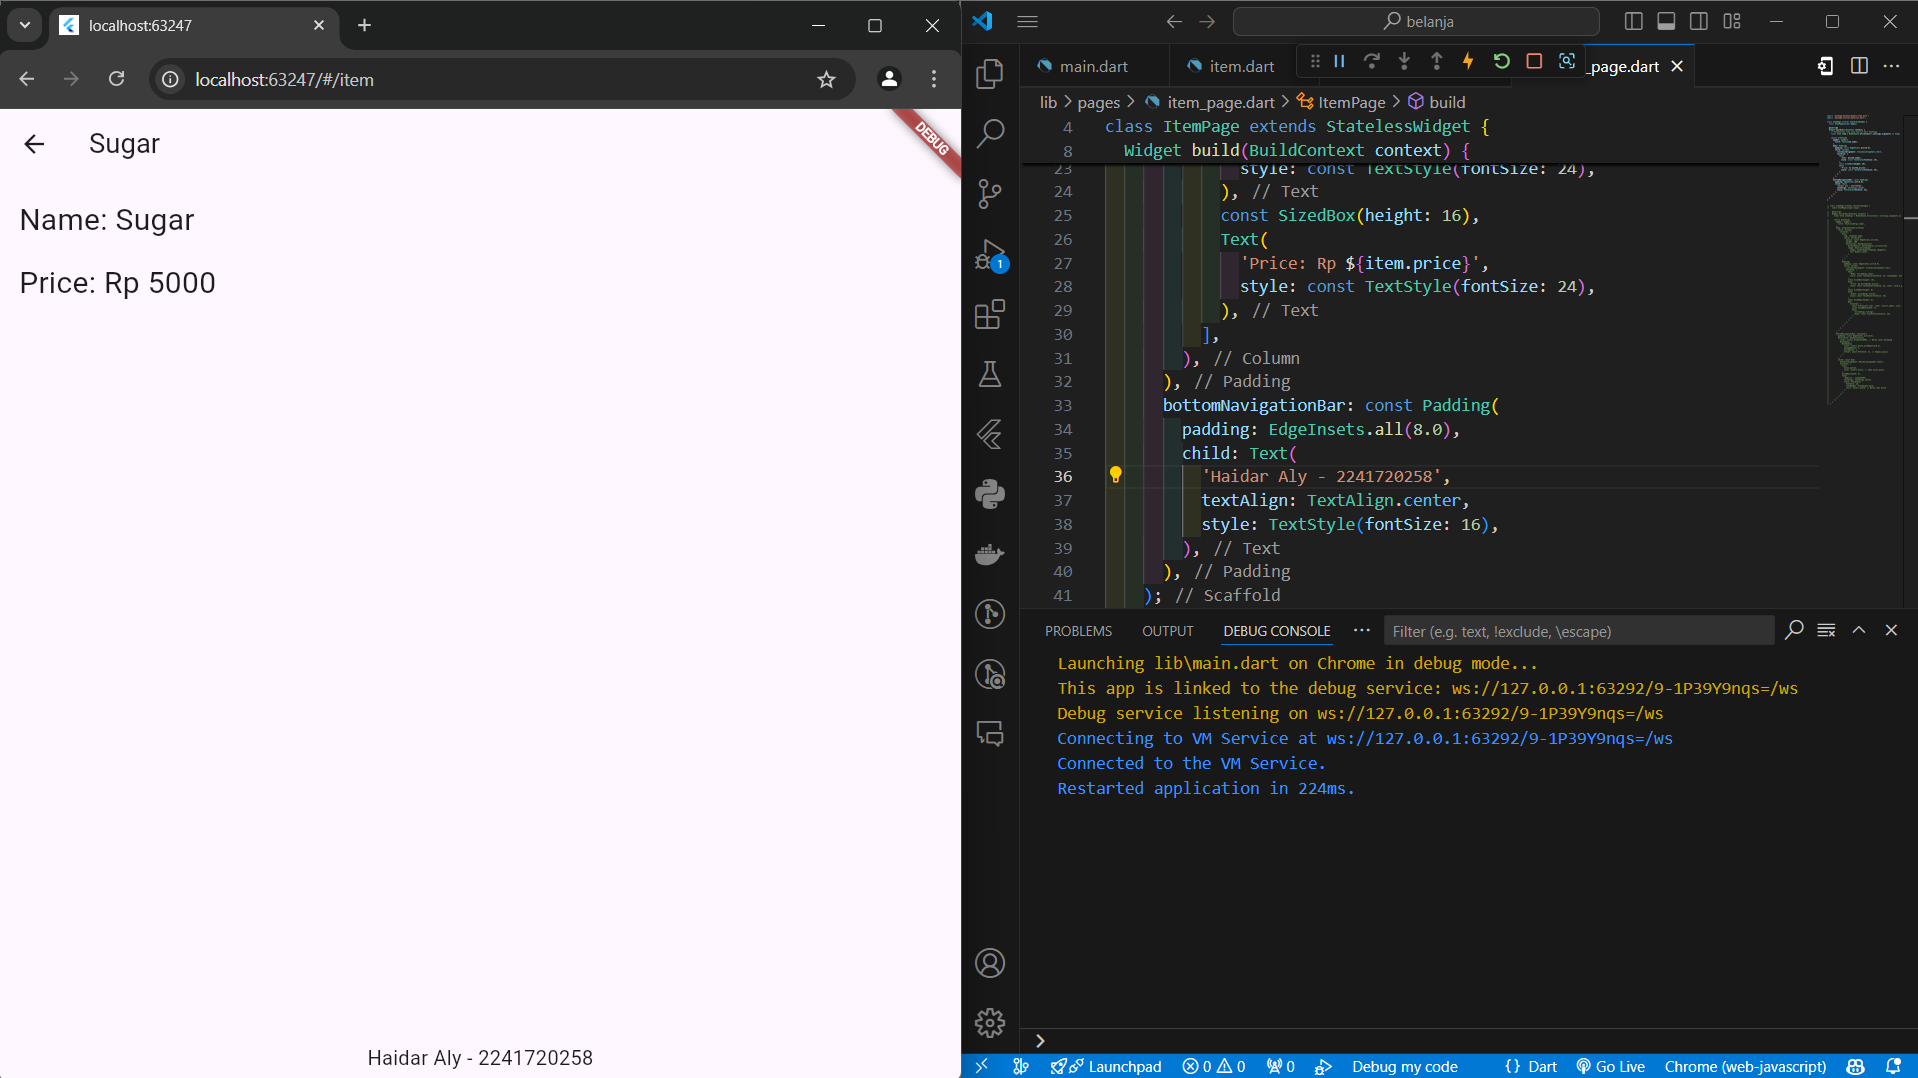 localhost:63247
localhost:63247/#/item
DEBUG
Sugar
Name: Sugar
Price: Rp 5000
Haidar Aly - 2241720258
belanja
main.dart
item.dart
_page.dart
lib > pages > item_page.dart > ItemPage > build
4 class ItemPage extends StatelessWidget {
8 Widget build(BuildContext context) {
23 style: const TextStyle(fontSize: 24),
24 ), // Text
25 const SizedBox(height: 16),
26 Text(
27 'Price: Rp ${item.price}',
28 style: const TextStyle(fontSize: 24),
29 ), // Text
30 ],
31 ), // Column
32 ), // Padding
33 bottomNavigationBar: const Padding(
34 padding: EdgeInsets.all(8.0),
35 child: Text(
36 'Haidar Aly - 2241720258',
37 textAlign: TextAlign.center,
38 style: TextStyle(fontSize: 16),
39 ), // Text
40 ), // Padding
41 ); // Scaffold
1
PROBLEMS OUTPUT DEBUG CONSOLE ··· Filter (e.g. text, !exclude, \escape)
Launching lib\main.dart on Chrome in debug mode...
This app is linked to the debug service: ws://127.0.0.1:63292/9-1P39Y9nqs=/ws
Debug service listening on ws://127.0.0.1:63292/9-1P39Y9nqs=/ws
Connecting to VM Service at ws://127.0.0.1:63292/9-1P39Y9nqs=/ws
Connected to the VM Service.
Restarted application in 224ms.
>
Launchpad 0 0 0 Debug my code {} Dart Go Live Chrome (web-javascript)